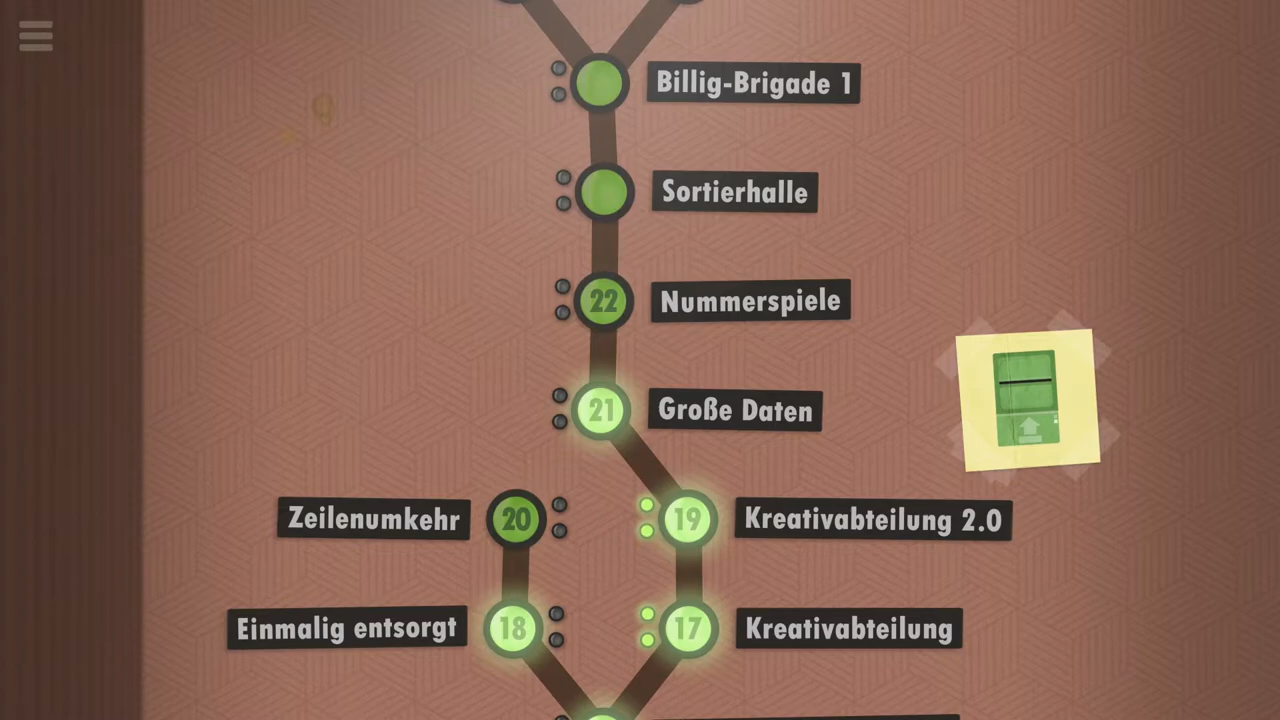 Billig-Brigade 1
Sortierhalle
22 Nummerspiele
21 Große Daten
Zeilenumkehr 20
19 Kreativabteilung 2.0
Einmalig entsorgt 18
17 Kreativabteilung